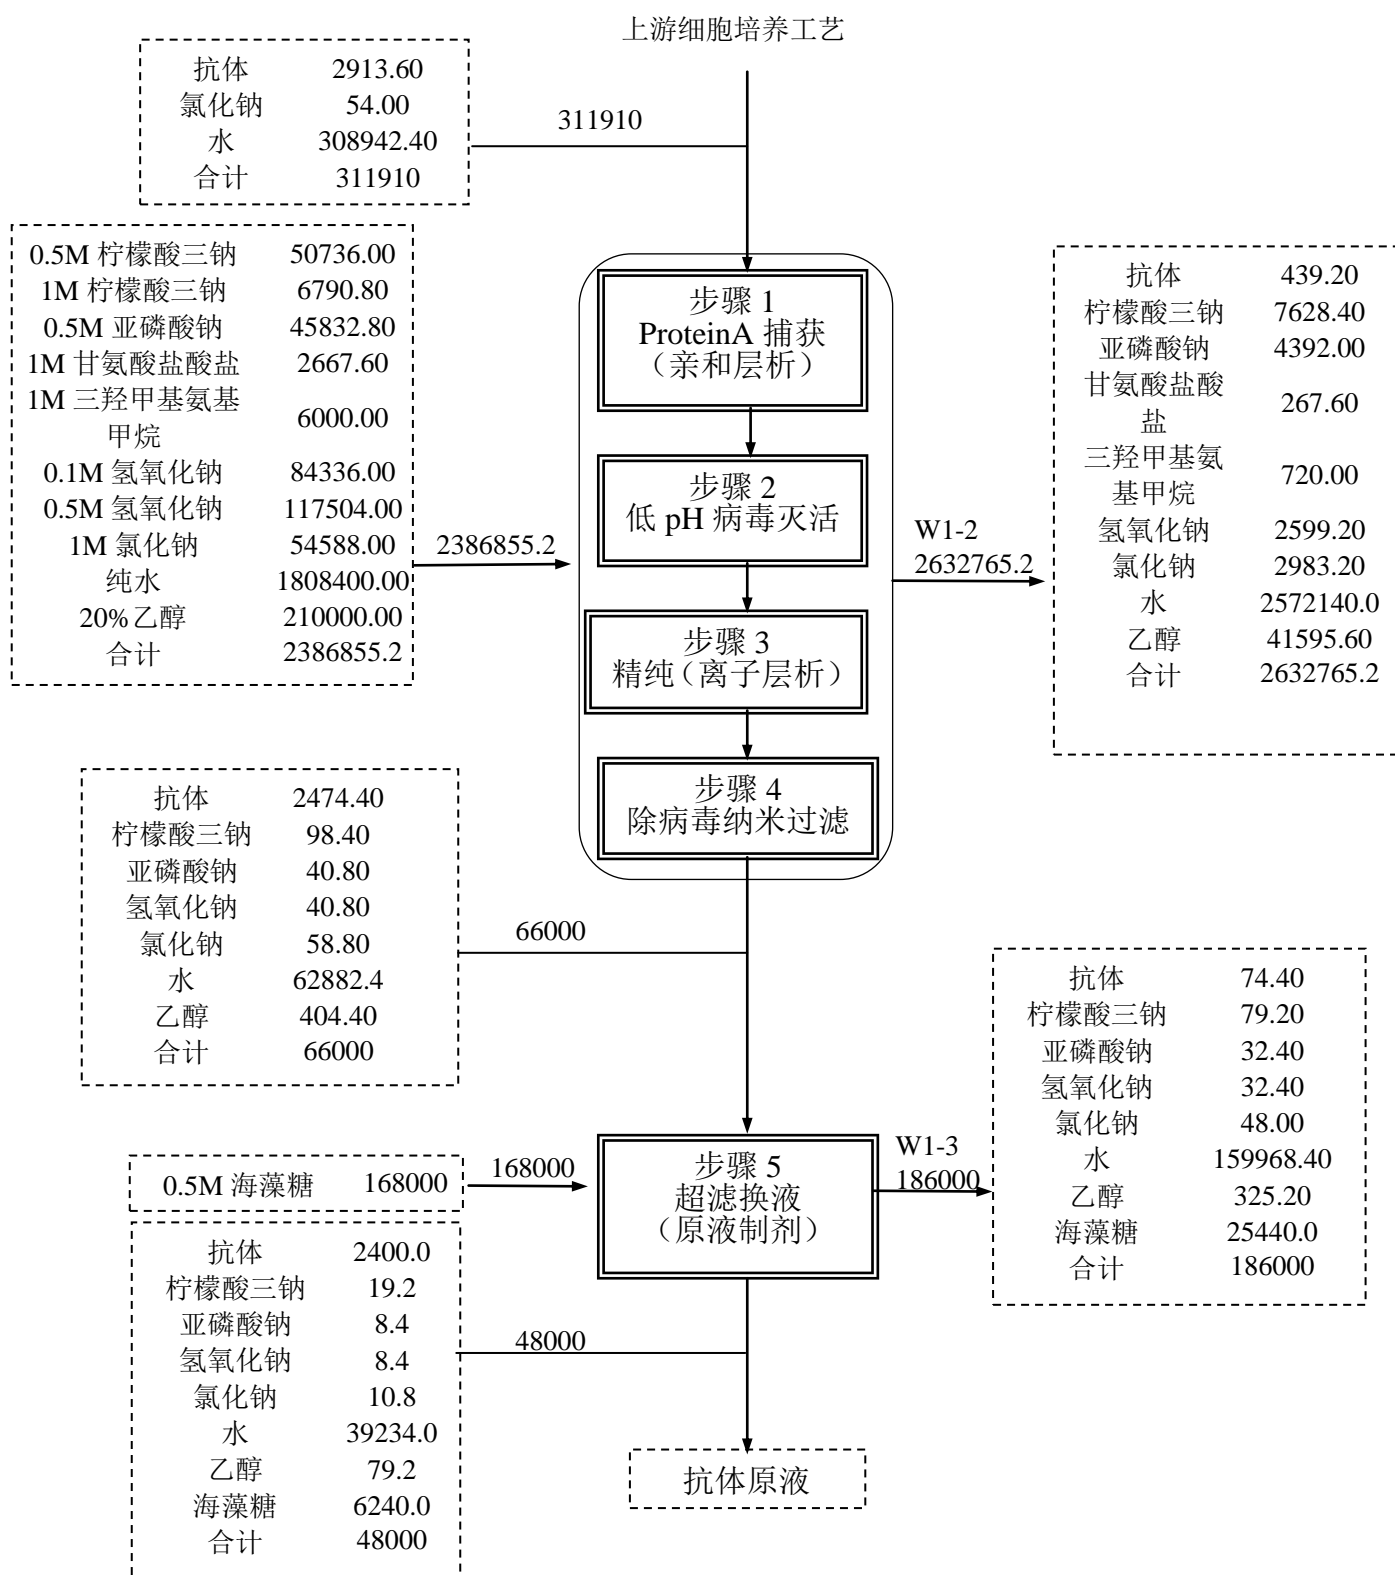 上游细胞培养工艺
抗体 2913.60
氯化钠 54.00
水 308942.40
合计 311910
311910
0.5M 柠檬酸三钠 50736.00
1M 柠檬酸三钠 6790.80
0.5M 亚磷酸钠 45832.80
1M 甘氨酸盐酸盐 2667.60
1M 三羟甲基氨基
甲烷 6000.00
0.1M 氢氧化钠 84336.00
0.5M 氢氧化钠 117504.00
1M 氯化钠 54588.00
纯水 1808400.00
20%乙醇 210000.00
合计 2386855.2
2386855.2
步骤 1
ProteinA 捕获
（亲和层析）
步骤 2
低 pH 病毒灭活
步骤 3
精纯（离子层析）
步骤 4
除病毒纳米过滤
W1-2
2632765.2
抗体 439.20
柠檬酸三钠 7628.40
亚磷酸钠 4392.00
甘氨酸盐酸
盐 267.60
三羟甲基氨
基甲烷 720.00
氢氧化钠 2599.20
氯化钠 2983.20
水 2572140.0
乙醇 41595.60
合计 2632765.2
抗体 2474.40
柠檬酸三钠 98.40
亚磷酸钠 40.80
氢氧化钠 40.80
氯化钠 58.80
水 62882.4
乙醇 404.40
合计 66000
66000
0.5M 海藻糖 168000
168000
步骤 5
超滤换液
（原液制剂）
W1-3
186000
抗体 74.40
柠檬酸三钠 79.20
亚磷酸钠 32.40
氢氧化钠 32.40
氯化钠 48.00
水 159968.40
乙醇 325.20
海藻糖 25440.0
合计 186000
抗体 2400.0
柠檬酸三钠 19.2
亚磷酸钠 8.4
氢氧化钠 8.4
氯化钠 10.8
水 39234.0
乙醇 79.2
海藻糖 6240.0
合计 48000
48000
抗体原液